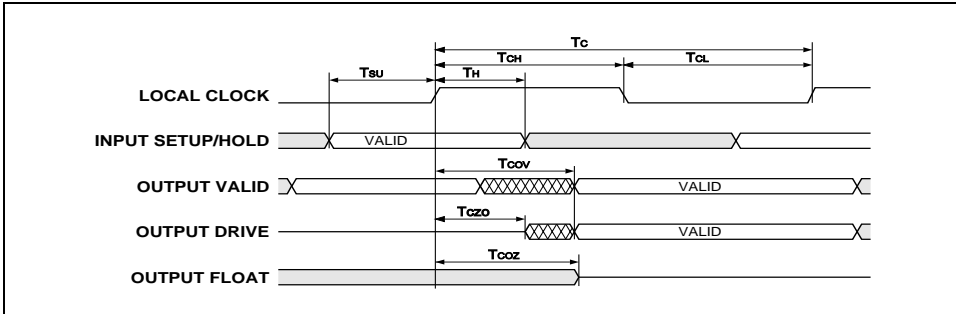 Tc
TCH
TCL
TSU
TH
LOCAL CLOCK
INPUT SETUP/HOLD
VALID
TCOV
OUTPUT VALID
VALID
TCZO
OUTPUT DRIVE
VALID
TCOZ
OUTPUT FLOAT